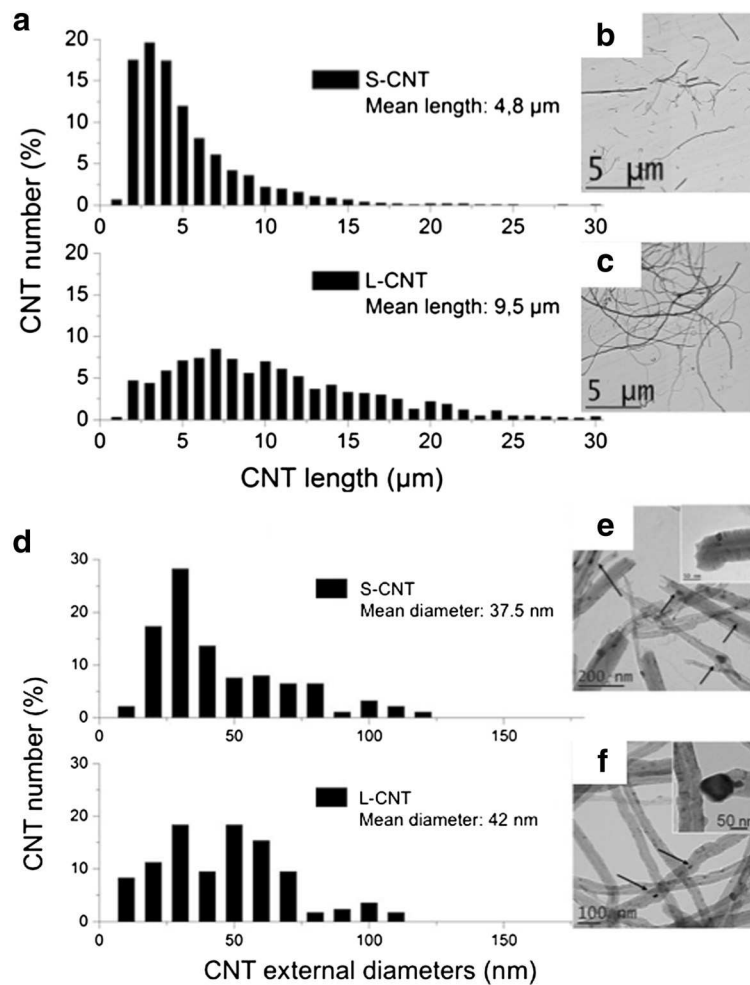 a
20
15
10
5
0
S-CNT
Mean length: 4,8 µm
0 5 10 15 20 25 30
b
5 µm
CNT number (%)
20
15
10
5
0
L-CNT
Mean length: 9,5 µm
0 5 10 15 20 25 30
CNT length (µm)
c
5 µm
d
30
20
10
0
S-CNT
Mean diameter: 37.5 nm
0 50 100 150
e
200 nm
CNT number (%)
30
20
10
0
L-CNT
Mean diameter: 42 nm
0 50 100 150
CNT external diameters (nm)
f
50 nm
100 nm